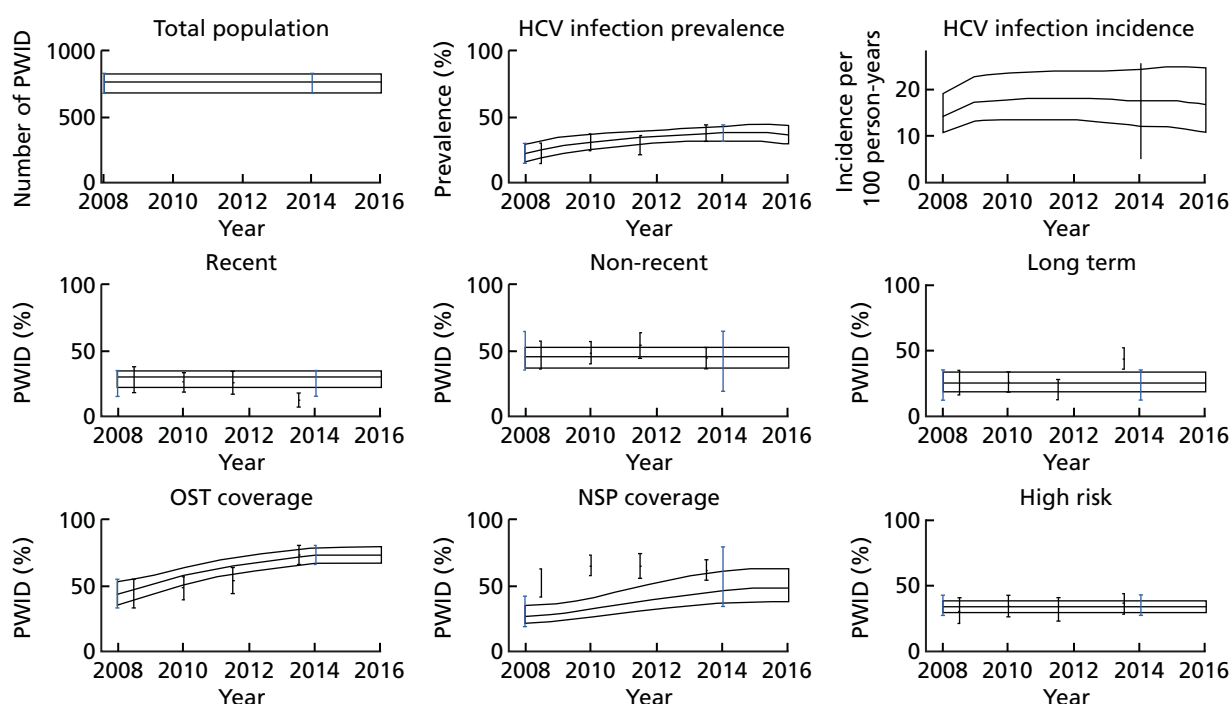 Total population
Number of PWID
1000
500
0
2008 2010 2012 2014 2016
Year
HCV infection prevalence
Prevalence (%)
100
50
0
2008 2010 2012 2014 2016
Year
HCV infection incidence
Incidence per
100 person-years
20
10
0
2008 2010 2012 2014 2016
Year
Recent
PWID (%)
100
50
0
2008 2010 2012 2014 2016
Year
Non-recent
PWID (%)
100
50
0
2008 2010 2012 2014 2016
Year
Long term
PWID (%)
100
50
0
2008 2010 2012 2014 2016
Year
OST coverage
PWID (%)
100
50
0
2008 2010 2012 2014 2016
Year
NSP coverage
PWID (%)
100
50
0
2008 2010 2012 2014 2016
Year
High risk
PWID (%)
100
50
0
2008 2010 2012 2014 2016
Year